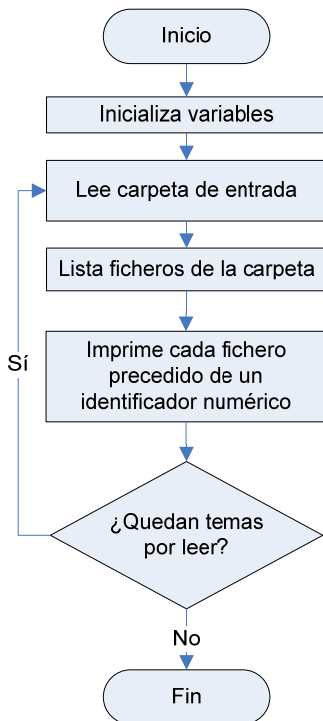 Inicio
Inicializa variables
Lee carpeta de entrada
Lista ficheros de la carpeta
Imprime cada fichero
precedido de un
identificador numérico
Sí
¿Quedan temas
por leer?
No
Fin